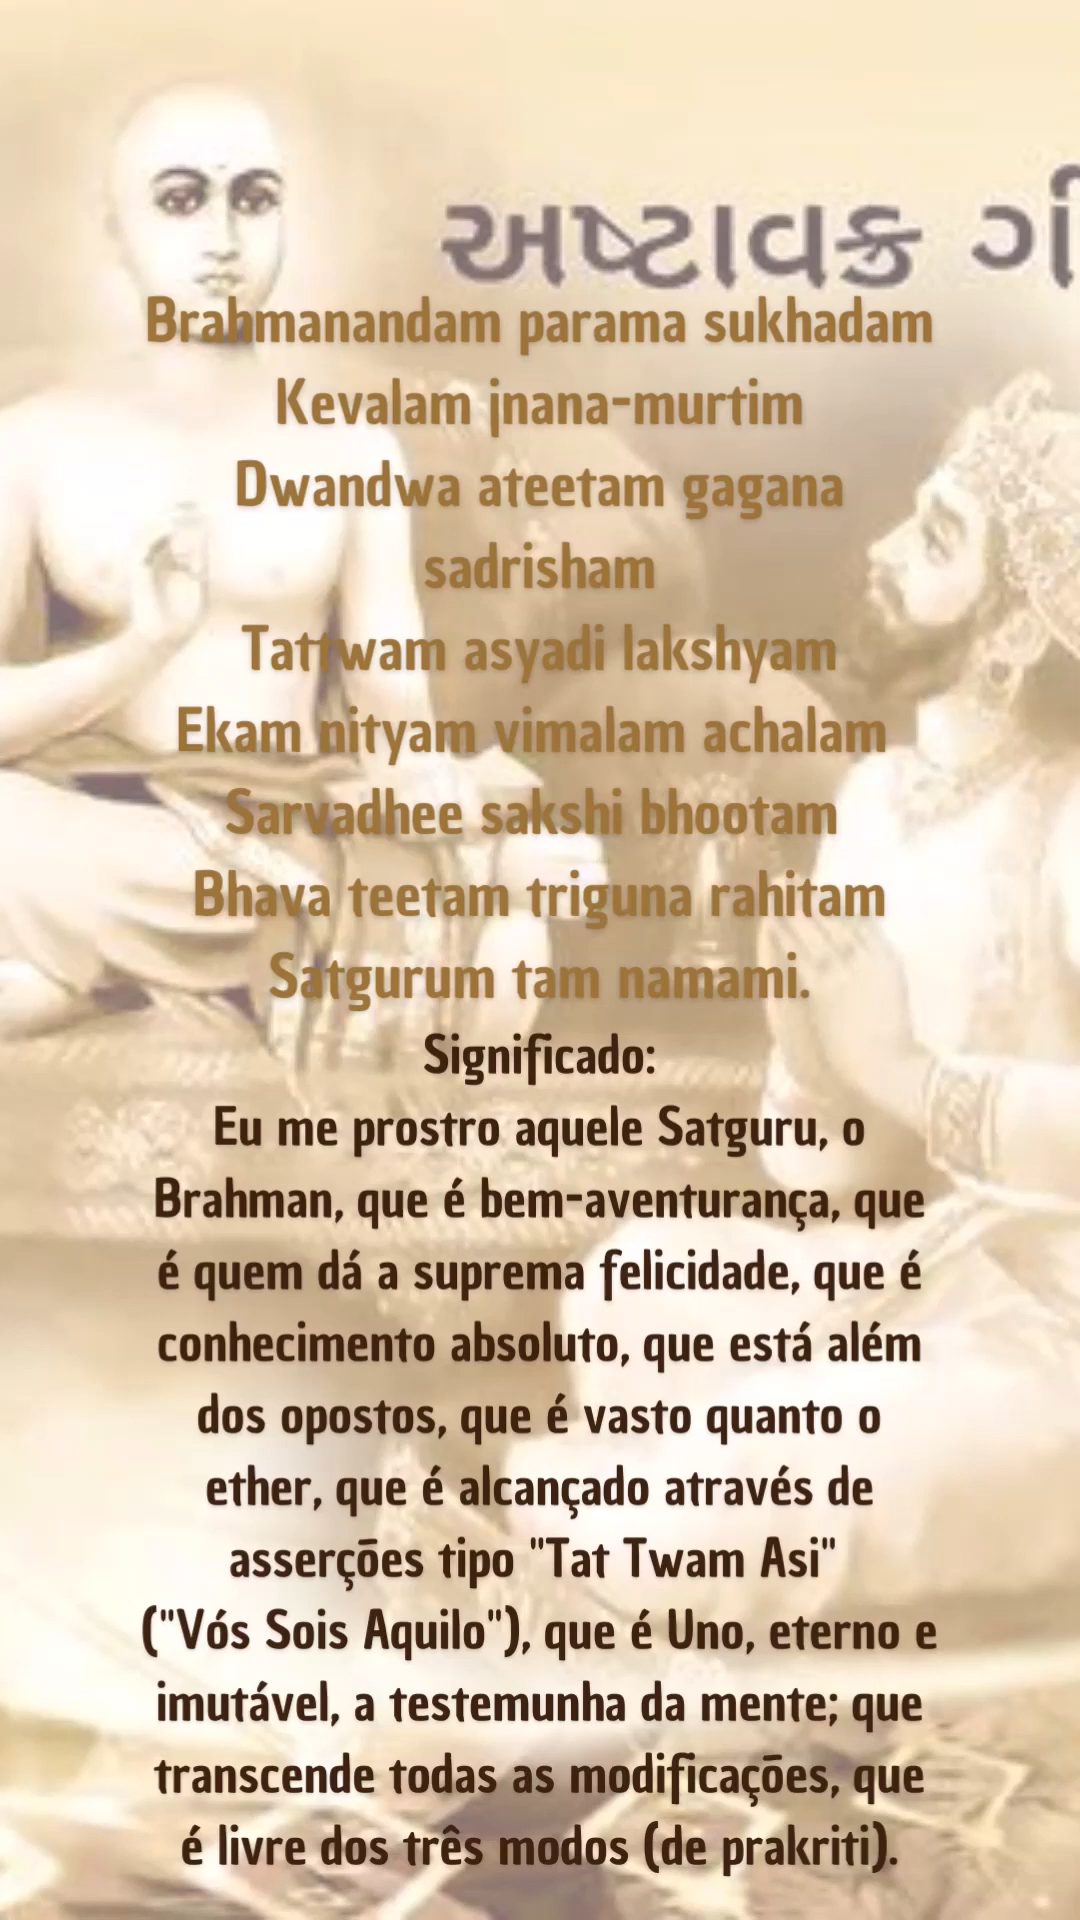 અષ્ટાવક્ર
Brahmanandam parama sukhadam
Kevalam jnana-murtim
Dwandwa ateetam gagana
sadrisham
Tattwam asyadi lakshyam
Ekam nityam vimalam achalam
Sarvadhee sakshi bhootam
Bhava teetam triguna rahitam
Satgurum tam namami.
Significado:
Eu me prostro aquele Satguru, o
Brahman, que é bem-aventurança, que
é quem dá a suprema felicidade, que é
conhecimento absoluto, que está além
dos opostos, que é vasto quanto o
ether, que é alcançado através de
asserções tipo "Tat Twam Asi"
("Vós Sois Aquilo"), que é Uno, eterno e
imutável, a testemunha da mente; que
transcende todas as modificações, que
é livre dos três modos (de prakriti).